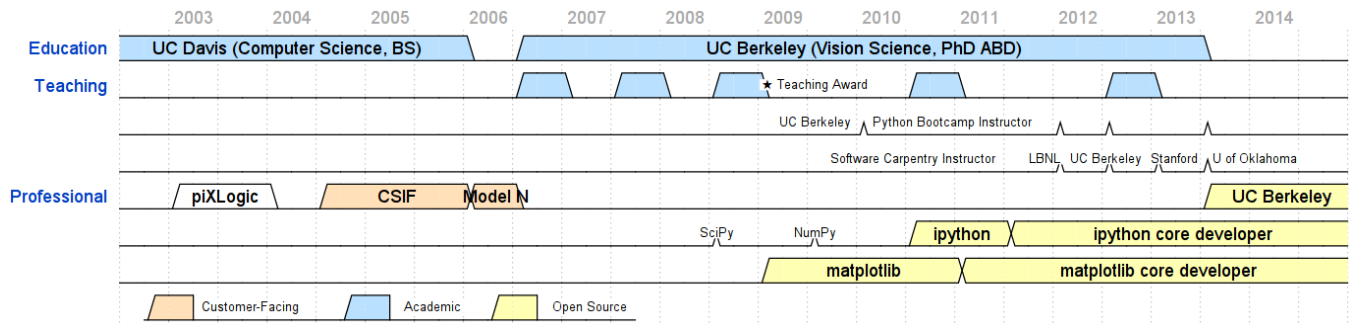 2003 2004 2005 2006 2007 2008 2009 2010 2011 2012 2013 2014
Education UC Davis (Computer Science, BS) UC Berkeley (Vision Science, PhD ABD)
Teaching ★ Teaching Award
UC Berkeley Python Bootcamp Instructor
Software Carpentry Instructor LBNL UC Berkeley Stanford U of Oklahoma
Professional piXLogic CSIF Model N UC Berkeley
SciPy NumPy ipython ipython core developer
matplotlib matplotlib core developer
Customer-Facing Academic Open Source